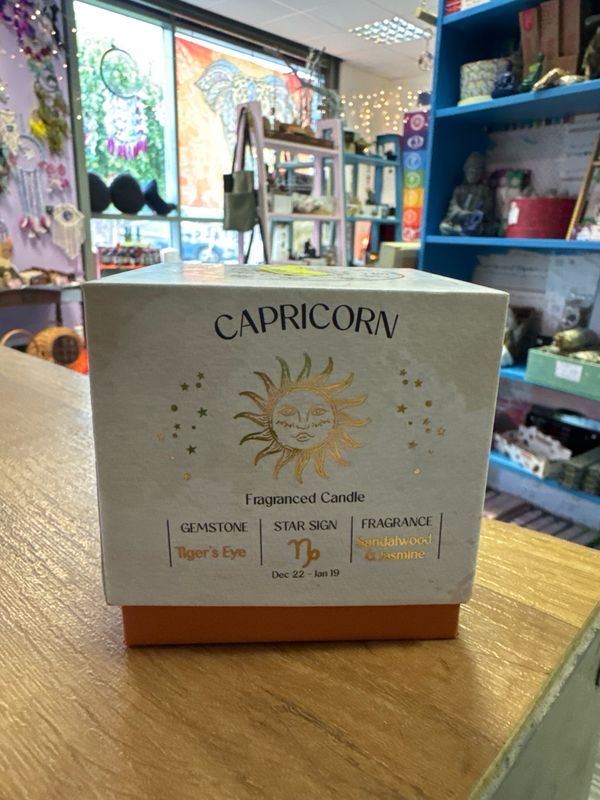 CAPRICORN
Fragranced Candle
GEMSTONE
Tiger's Eye
STAR SIGN
Dec 22 - Jan 19
FRAGRANCE
Sandalwood
& Jasmine